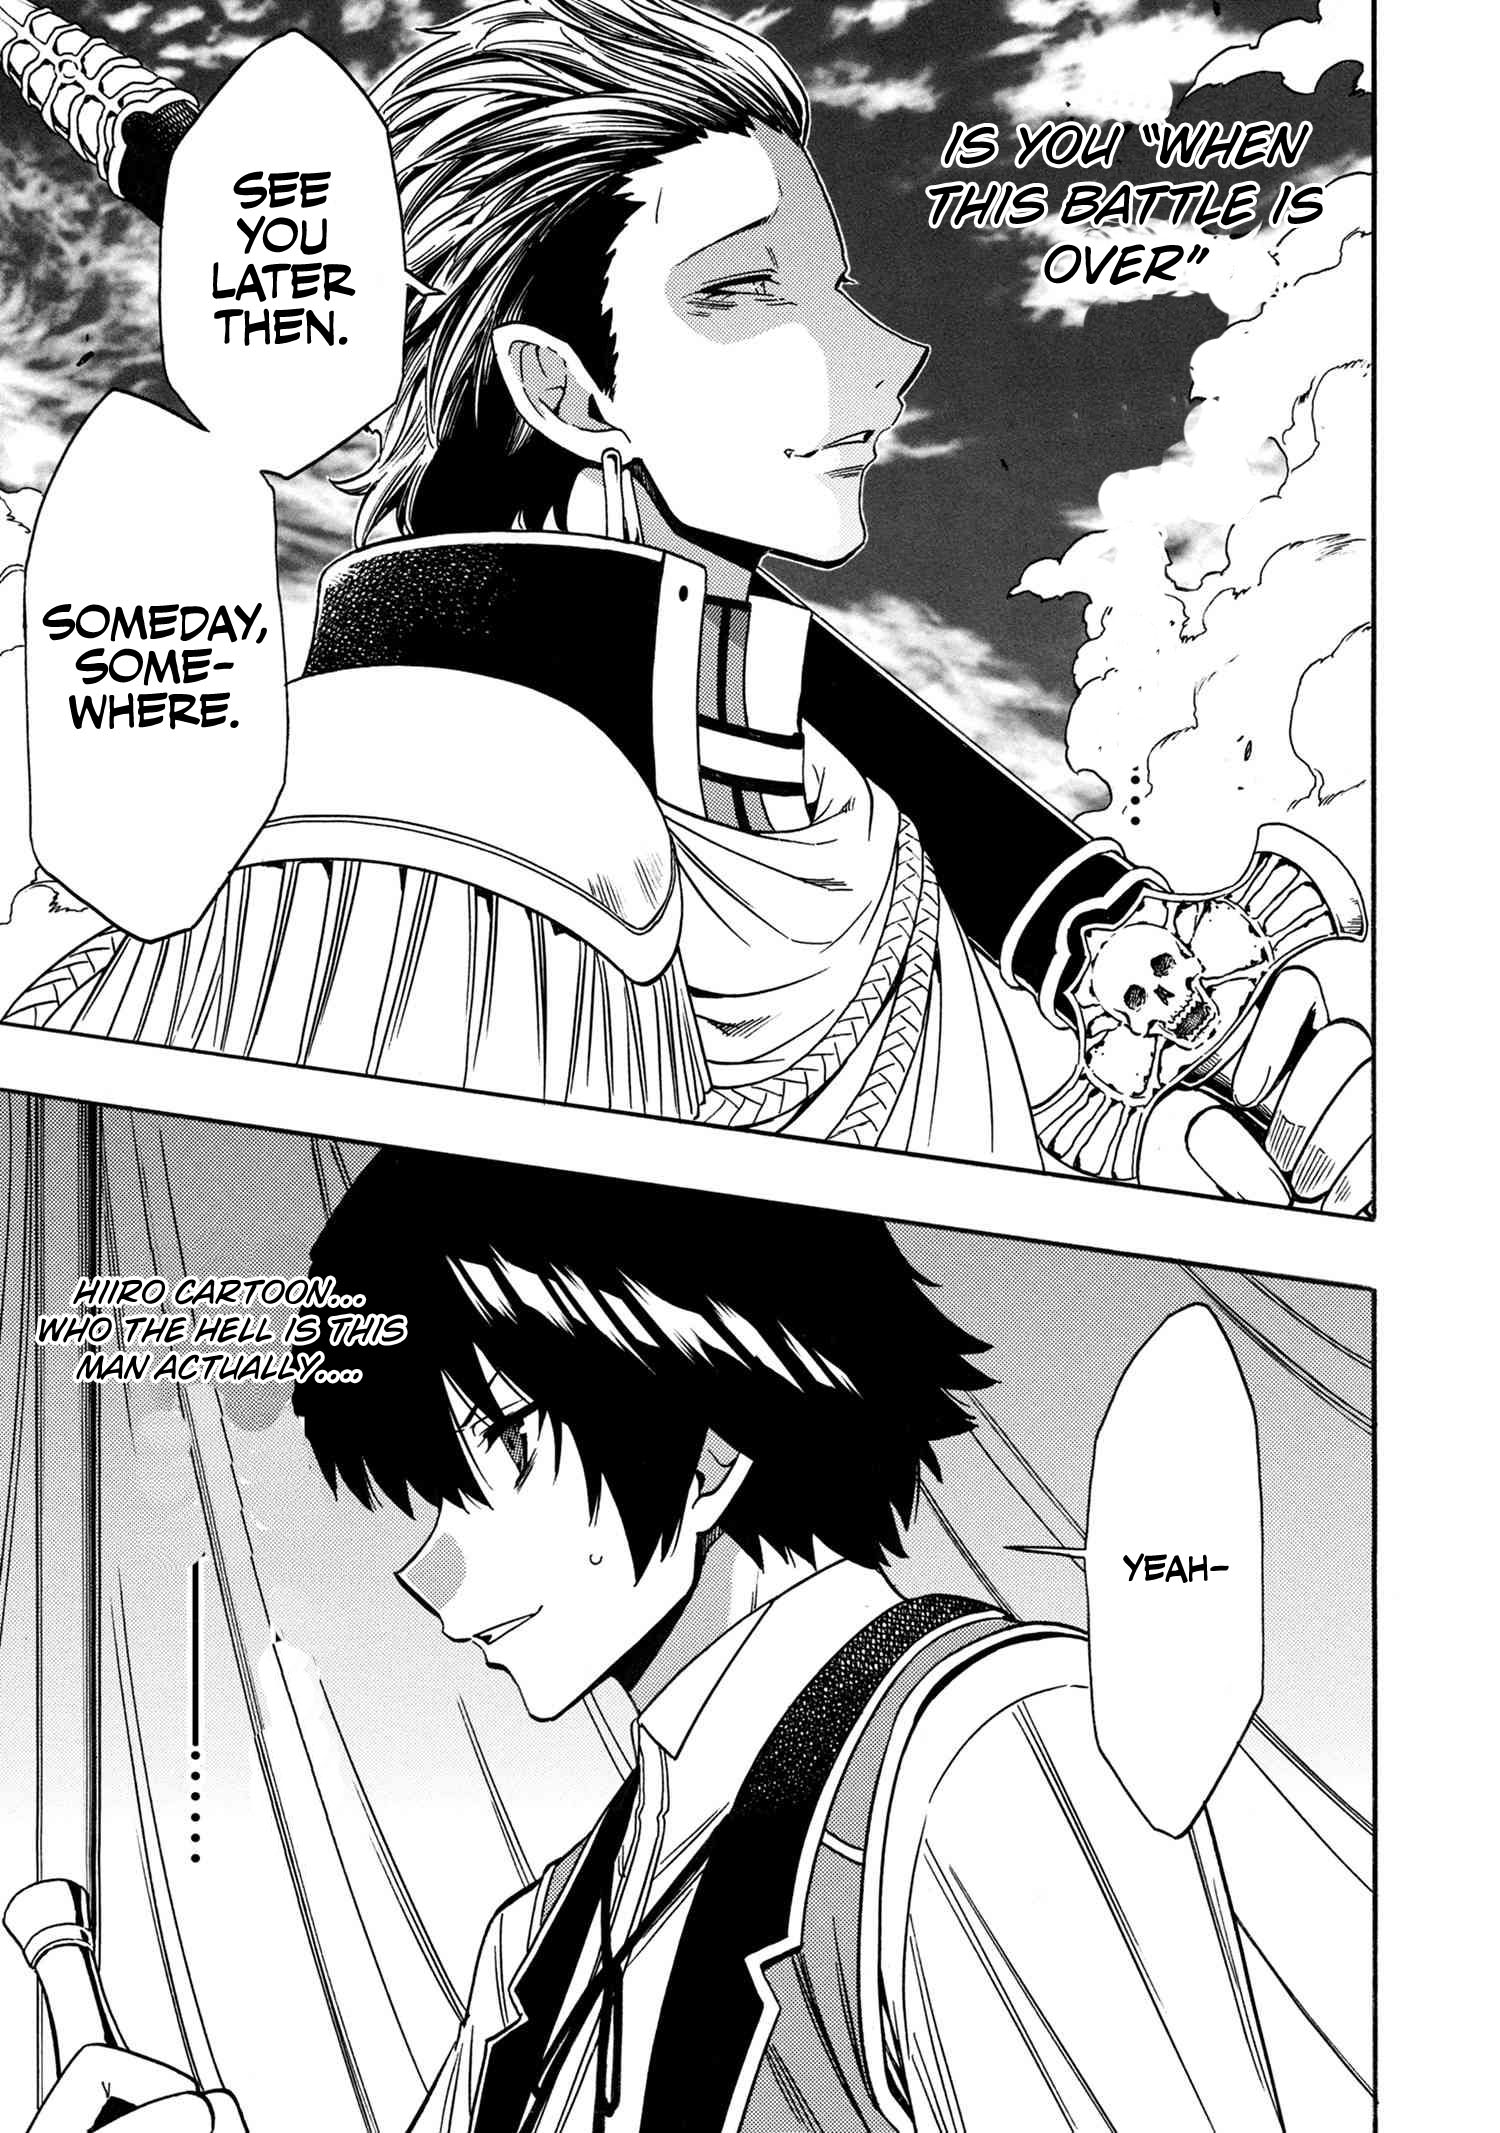 IS YOU "WHEN
THIS BATTLE IS
OVER"
SEE
YOU
LATER
THEN.
SOMEDAY,
SOME-
WHERE.
......
YEAH-
HIIRO CARTOON...
WHO THE HELL IS THIS
MAN ACTUALLY....
——......